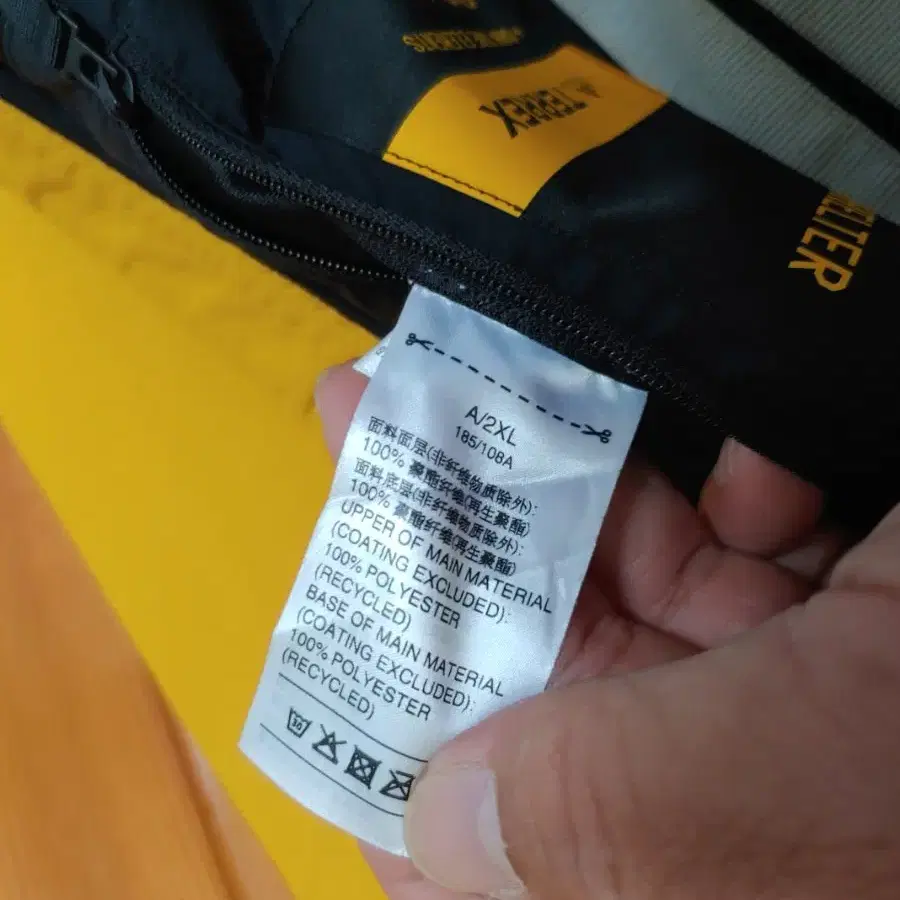 TERREX
A/2XL
185/108A
面料面层(非纤维物质除外):
100% 聚酯纤维(再生聚酯)
面料底层(非纤维物质除外):
100% 聚酯纤维(再生聚酯)
UPPER OF MAIN MATERIAL
(COATING EXCLUDED):
100% POLYESTER
(RECYCLED)
BASE OF MAIN MATERIAL
(COATING EXCLUDED):
100% POLYESTER
(RECYCLED)
30